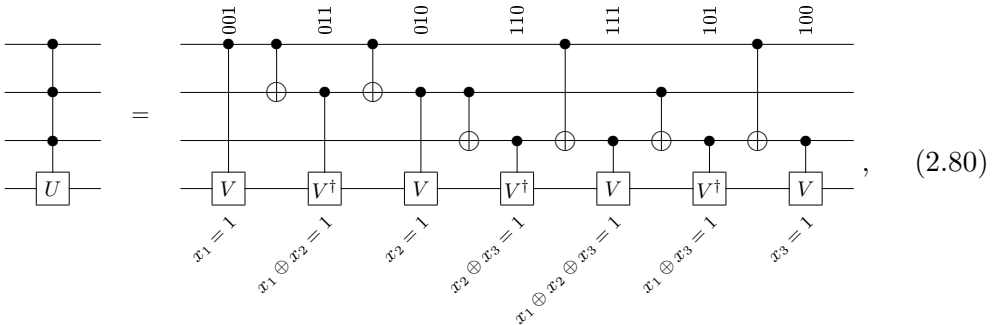 001 011 010 110 111 101 100
=
U V V† V V† V V† V , (2.80)
x₁ = 1 x₁ ⊕ x₂ = 1 x₂ = 1 x₂ ⊕ x₃ = 1 x₁ ⊕ x₂ ⊕ x₃ = 1 x₁ ⊕ x₃ = 1 x₃ = 1